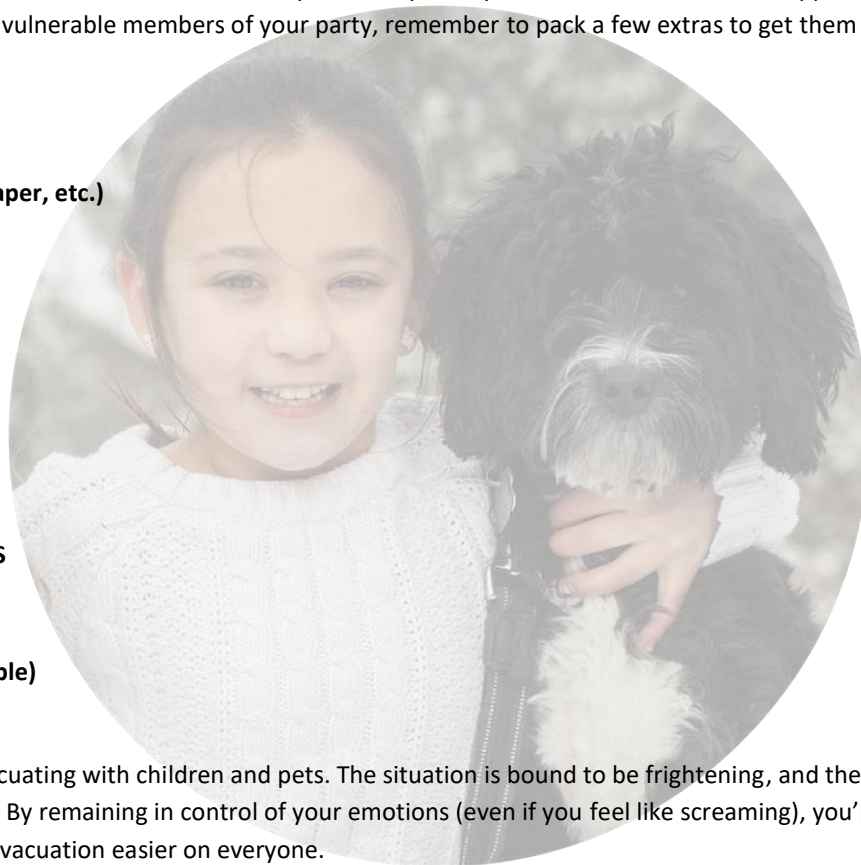 vulnerable members of your party, remember to pack a few extras to get them
aper, etc.)
s
ble)
cuating with children and pets. The situation is bound to be frightening, and the
By remaining in control of your emotions (even if you feel like screaming), you’
vacuation easier on everyone.